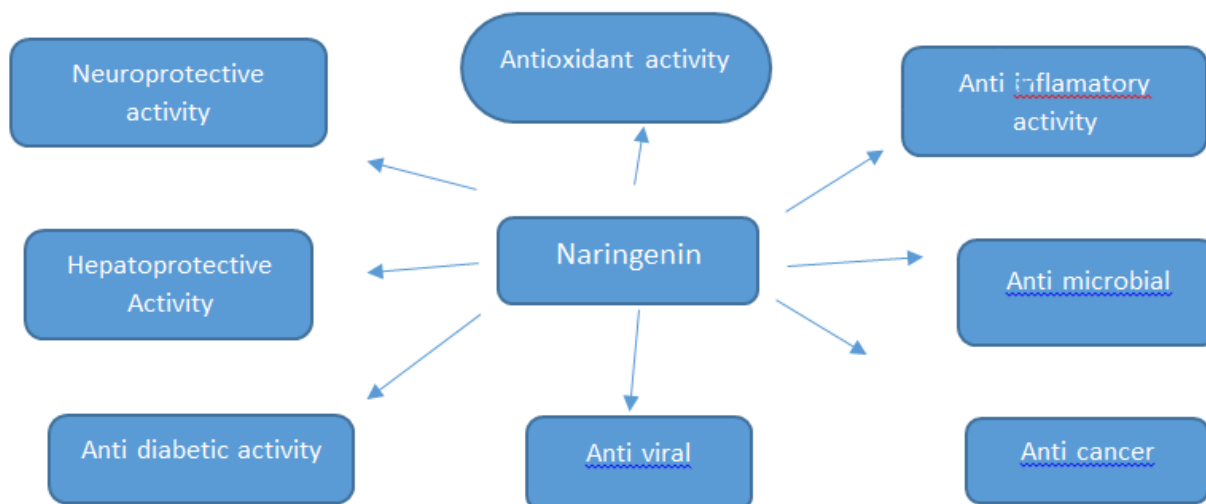 Neuroprotective
activity
Antioxidant activity
Anti inflamatory
activity
Hepatoprotective
Activity
Naringenin
Anti microbial
Anti diabetic activity
Anti viral
Anti cancer